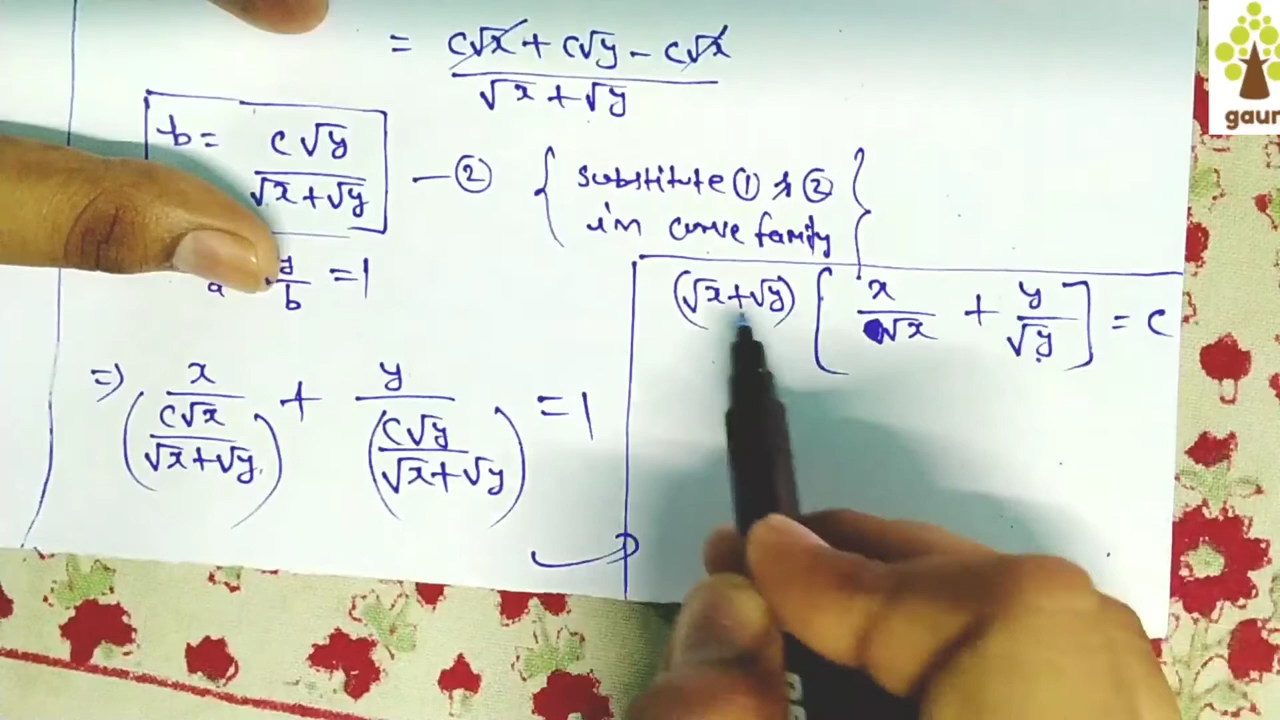 = c√x + c√y - c√x / √x + √y
b = c√y / √x + √y — ②
{ substitute ① & ② in curve family }
a y/b = 1
⇒ x / (c√x / √x + √y) + y / (c√y / √x + √y) = 1
(√x + √y) [ x / √x + y / √y ] = c
gaur